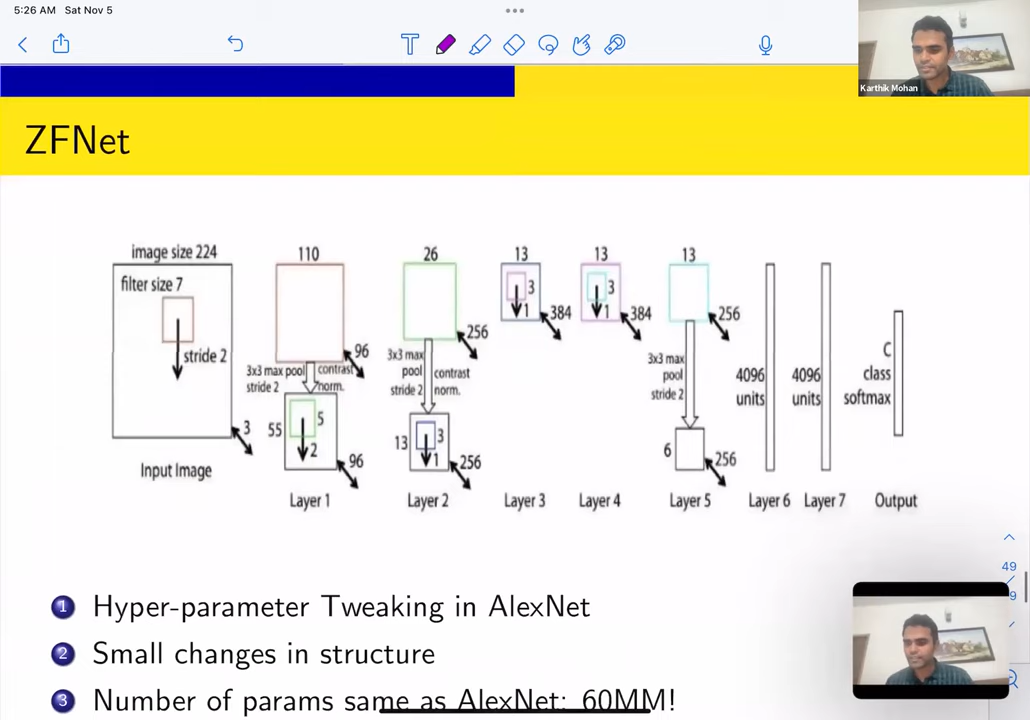 5:26 AM Sat Nov 5
T
Karthik Mohan
ZFNet
image size 224
110
26
13
13
13
filter size 7
3
1
384
3
1
384
256
stride 2
96
256
3x3 max pool
stride 2
contrast
norm.
3x3 max
pool
stride 2
contrast
norm.
3x3 max
pool
stride 2
4096
units
4096
units
C
class
softmax
3
55
5
2
96
13
3
1
256
6
256
Input Image
Layer 1
Layer 2
Layer 3
Layer 4
Layer 5
Layer 6
Layer 7
Output
1 Hyper-parameter Tweaking in AlexNet
2 Small changes in structure
3 Number of params same as AlexNet: 60MM!
49